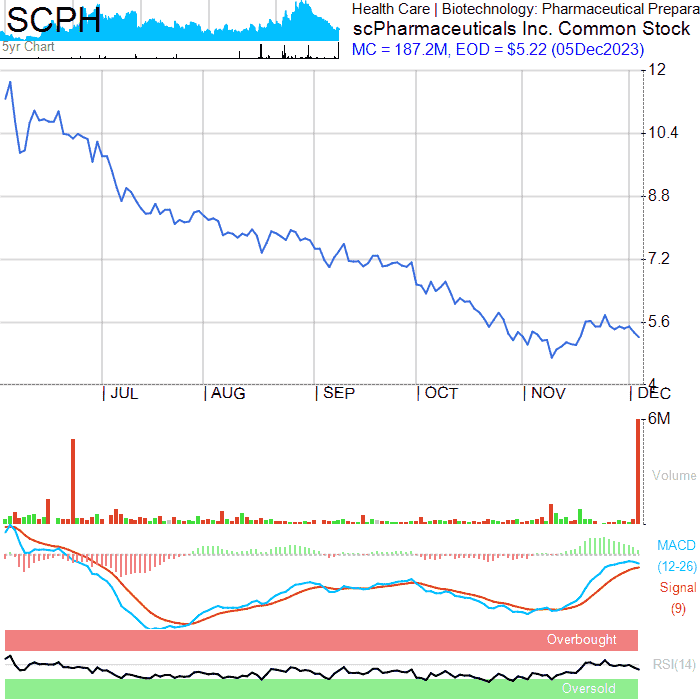 SCPH
Health Care | Biotechnology: Pharmaceutical Prepara
scPharmaceuticals Inc. Common Stock
MC = 187.2M, EOD = $5.22 (05Dec2023)
5yr Chart
12
10.4
8.8
7.2
5.6
4
| JUL | AUG | SEP | OCT | NOV | DEC
6M
Volume
MACD
(12-26)
Signal
(9)
Overbought
RSI(14)
Oversold